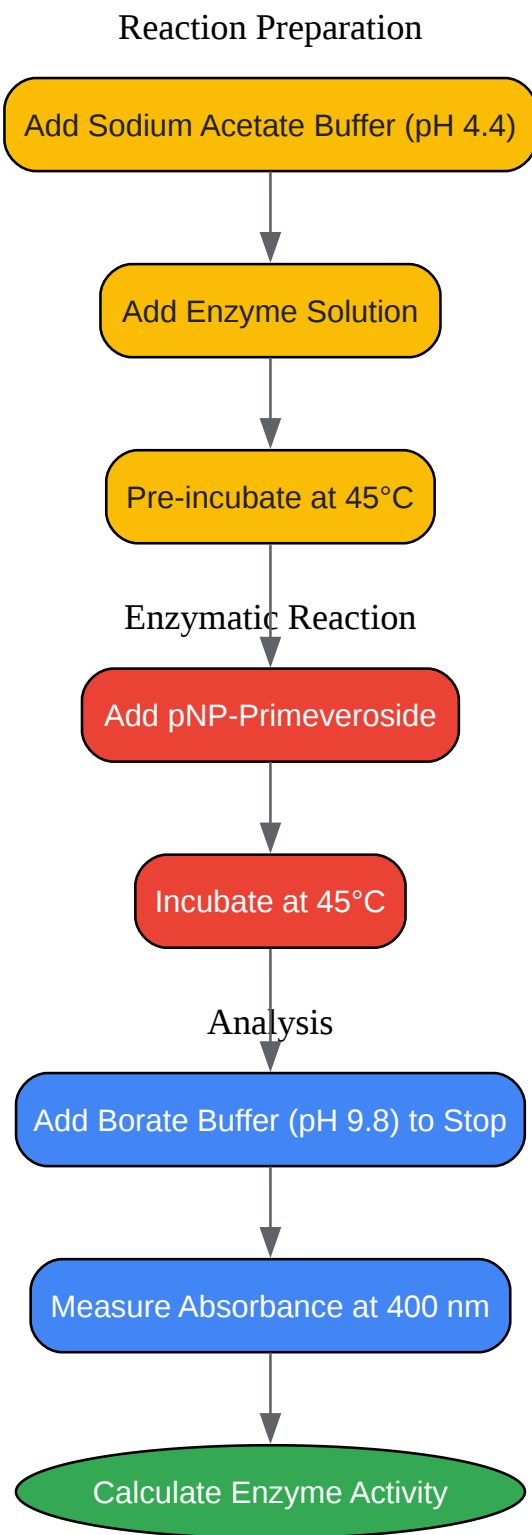 Reaction Preparation
Add Sodium Acetate Buffer (pH 4.4)
Add Enzyme Solution
Pre-incubate at 45°C
Enzymatic Reaction
Add pNP-Primeveroside
Incubate at 45°C
Analysis
Add Borate Buffer (pH 9.8) to Stop
Measure Absorbance at 400 nm
Calculate Enzyme Activity